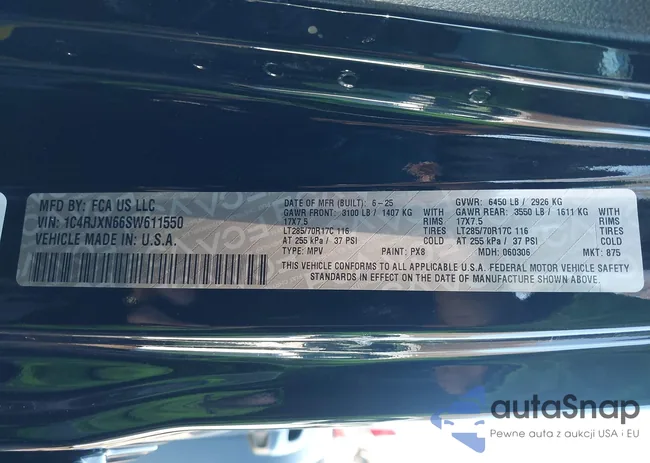 MFD BY: FCA US LLC
VIN: 1C4RJXN66SW611550
VEHICLE MADE IN U.S.A.
DATE OF MFR (BUILT): 6-25 GVWR: 6450 LB / 2926 KG
GAWR FRONT: 3100 LB / 1407 KG WITH GAWR REAR: 3550 LB / 1611 KG WITH
17X7.5 RIMS 17X7.5 RIMS
LT285/70R17C 116 TIRES LT285/70R17C 116 TIRES
AT 255 kPa / 37 PSI COLD AT 255 kPa / 37 PSI COLD
TYPE: MPV PAINT: PX8 MDH: 060306 MKT: 875
THIS VEHICLE CONFORMS TO ALL APPLICABLE U.S.A. FEDERAL MOTOR VEHICLE SAFETY
STANDARDS IN EFFECT ON THE DATE OF MANUFACTURE SHOWN ABOVE.
autaSnap
Pewne auta z aukcji USA i EU